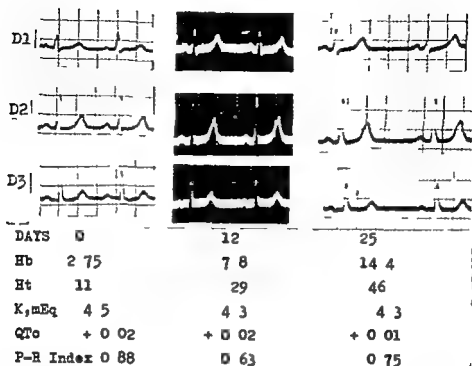 D1
D2
D3
DAYS 0 12 25
Hb 2 75 7 8 14 4
Ht 11 29 46
K,mEq 4 5 4 3 4 3
QTc + 0 02 + 0 02 + 0 01
P-R Index 0 88 0 63 0 75